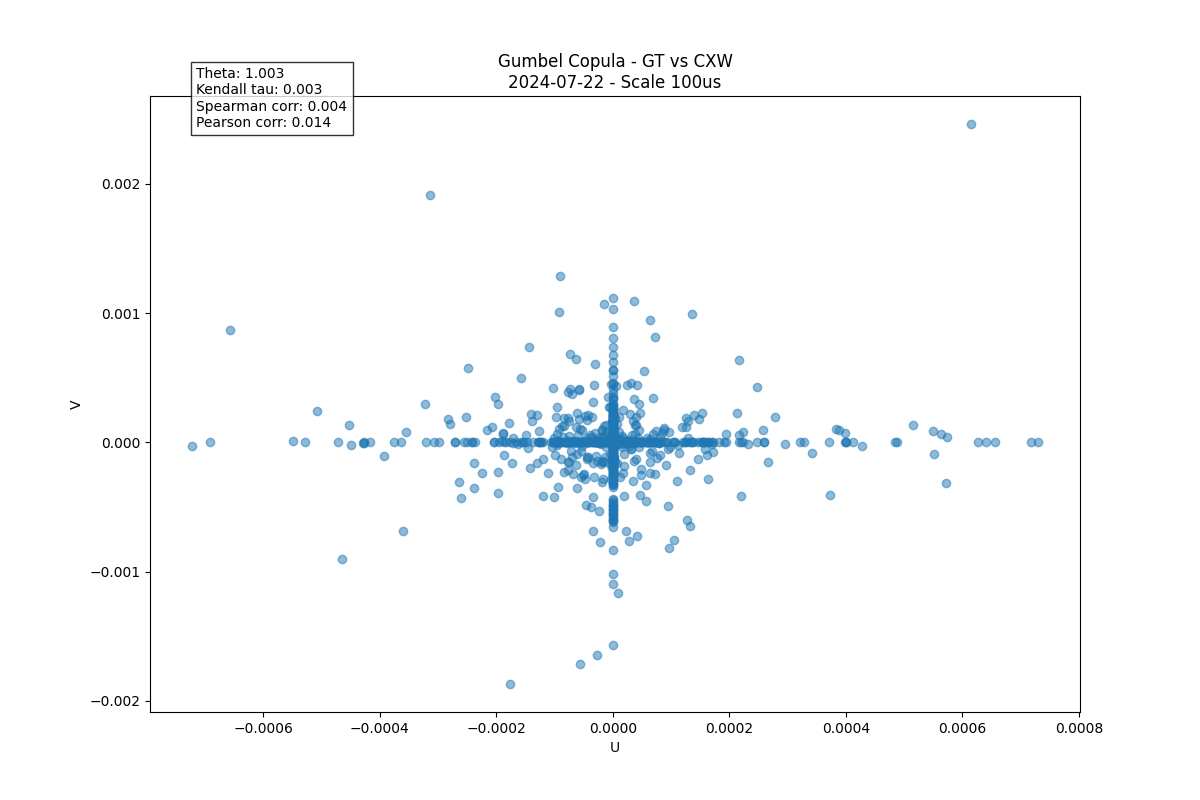 Gumbel Copula - GT vs CXW
2024-07-22 - Scale 100us
Theta: 1.003
Kendall tau: 0.003
Spearman corr: 0.004
Pearson corr: 0.014
V
0.002
0.001
0.000
−0.001
−0.002
−0.0006 −0.0004 −0.0002 0.0000 0.0002 0.0004 0.0006 0.0008
U